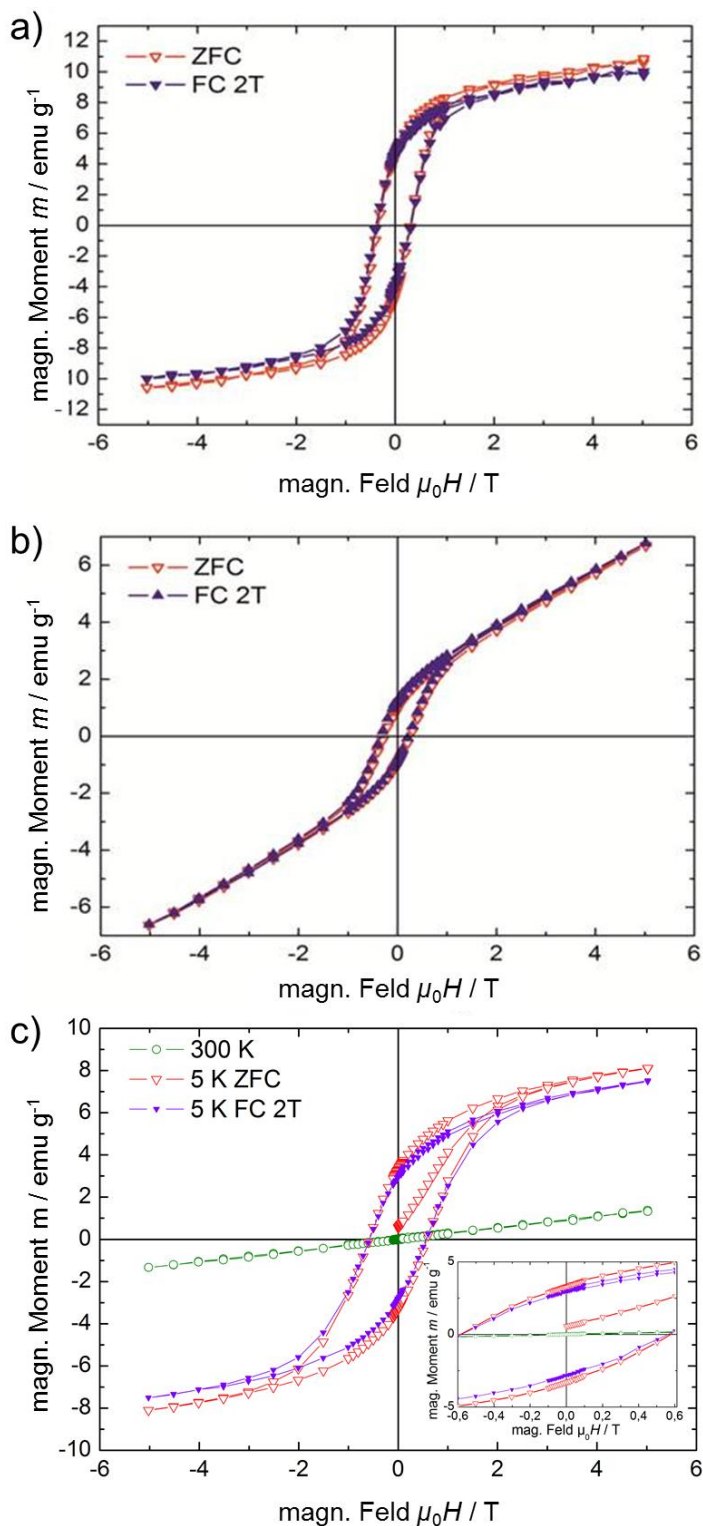 a)
12
10
8
6
4
2
0
-2
-4
-6
-8
-10
-12
ZFC
FC 2T
magn. Moment m / emu g-1
-6 -4 -2 0 2 4 6
magn. Feld μ0H / T
b)
6
4
2
0
-2
-4
-6
ZFC
FC 2T
magn. Moment m / emu g-1
-6 -4 -2 0 2 4 6
magn. Feld μ0H / T
c)
10
8
6
4
2
0
-2
-4
-6
-8
-10
300 K
5 K ZFC
5 K FC 2T
magn. Moment m / emu g-1
5
0
-5
mag. Moment m / emu g-1
-0,6 -0,4 -0,2 0,0 0,2 0,4 0,6
mag. Feld μ0H / T
-6 -4 -2 0 2 4 6
magn. Feld μ0H / T